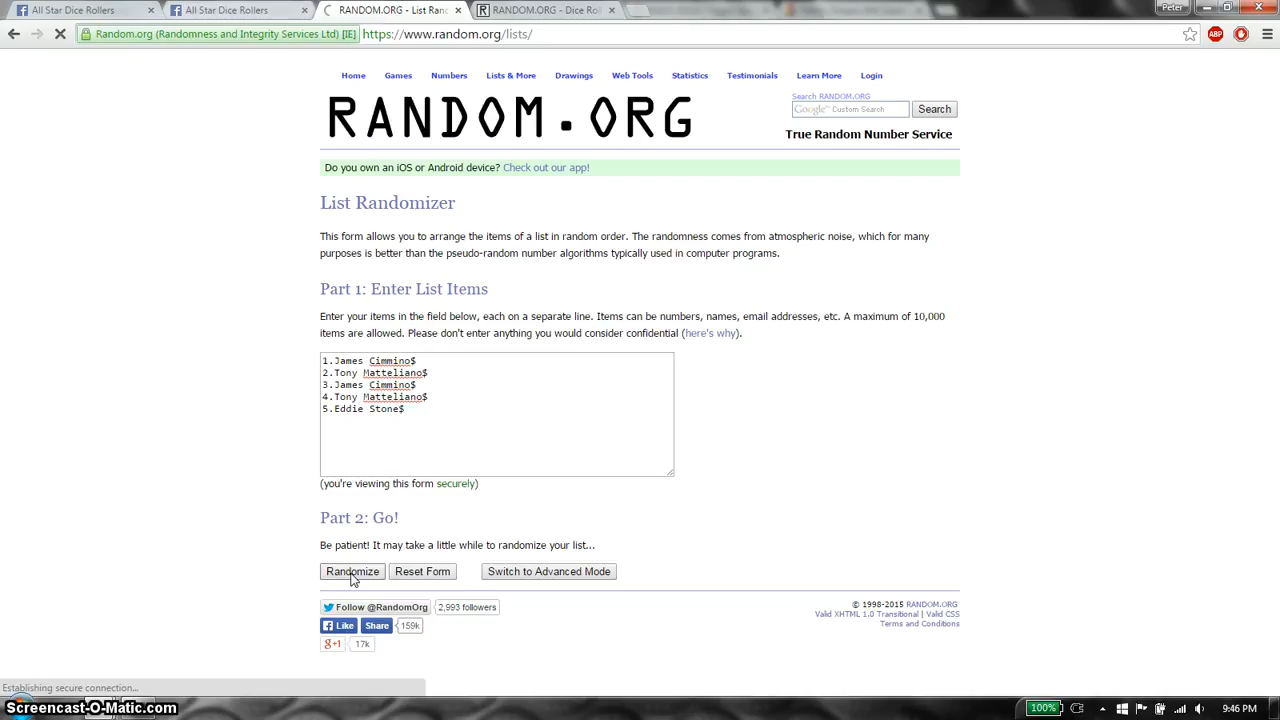 All Star Dice Rollers
All Star Dice Rollers
RANDOM.ORG - List Ran
RANDOM.ORG - Dice Rol
Peter
Random.org (Randomness and Integrity Services Ltd) [IE]
https://www.random.org/lists/
ABP
Home Games Numbers Lists & More Drawings Web Tools Statistics Testimonials Learn More Login
RANDOM.ORG
Search RANDOM.ORG
Google™ Custom Search
Search
True Random Number Service
Do you own an iOS or Android device? Check out our app!
List Randomizer
This form allows you to arrange the items of a list in random order. The randomness comes from atmospheric noise, which for many
purposes is better than the pseudo-random number algorithms typically used in computer programs.
Part 1: Enter List Items
Enter your items in the field below, each on a separate line. Items can be numbers, names, email addresses, etc. A maximum of 10,000
items are allowed. Please don't enter anything you would consider confidential (here's why).
1.James Cimmino$
2.Tony Matteliano$
3.James Cimmino$
4.Tony Matteliano$
5.Eddie Stone$
(you're viewing this form securely)
Part 2: Go!
Be patient! It may take a little while to randomize your list...
Randomize Reset Form Switch to Advanced Mode
Follow @RandomOrg 2,993 followers
Like Share 159k
g+1 17k
© 1998-2015 RANDOM.ORG
Valid XHTML 1.0 Transitional | Valid CSS
Terms and Conditions
Establishing secure connection...
Screencast-O-Matic.com
100%
9:46 PM